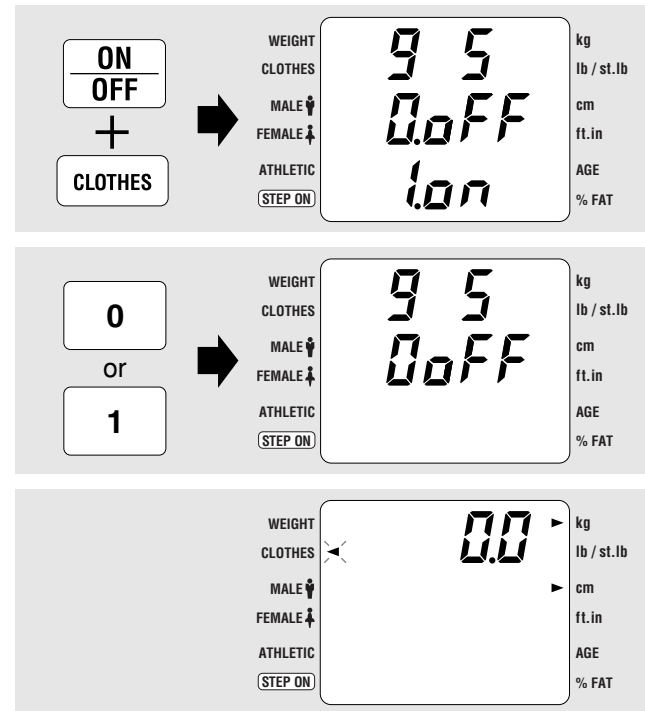 ON
OFF
+
CLOTHES
WEIGHT 9 5 kg
CLOTHES lb / st.lb
MALE 0.oFF cm
FEMALE ft.in
ATHLETIC 1.on AGE
STEP ON % FAT
0
or
1
WEIGHT 9 5 kg
CLOTHES lb / st.lb
MALE 0oFF cm
FEMALE ft.in
ATHLETIC AGE
STEP ON % FAT
WEIGHT 0.0 kg
CLOTHES lb / st.lb
MALE cm
FEMALE ft.in
ATHLETIC AGE
STEP ON % FAT